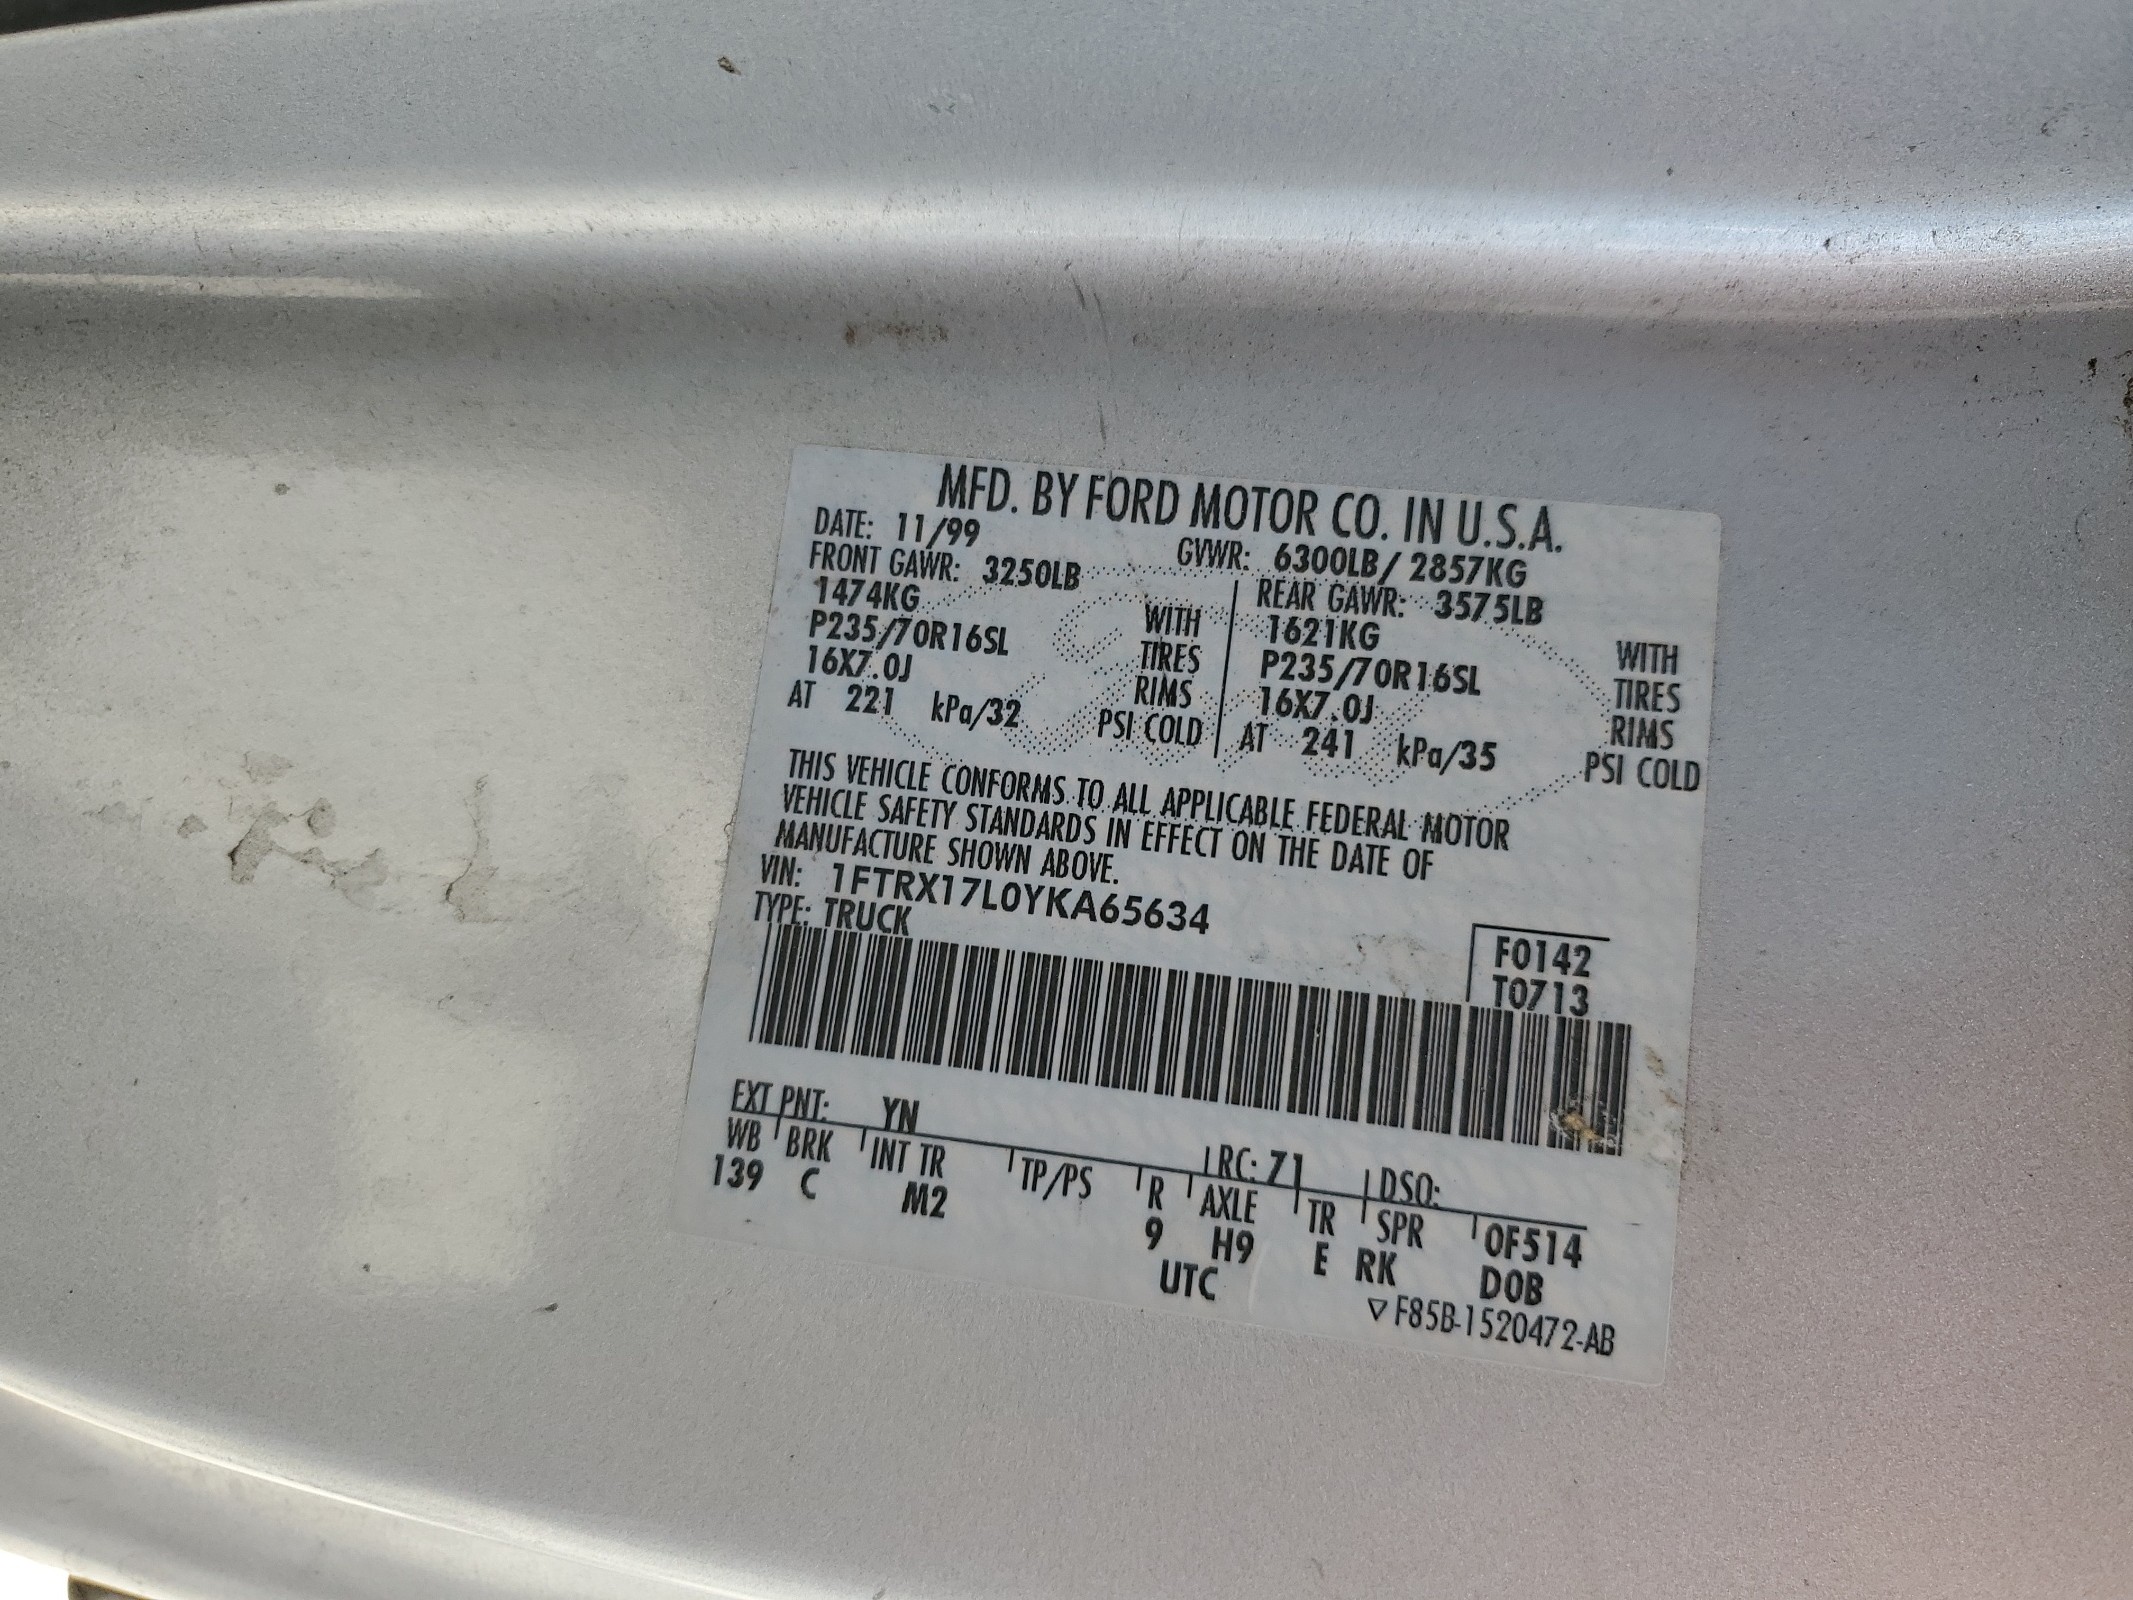 MFD. BY FORD MOTOR CO. IN U.S.A.
DATE: 11/99 GVWR: 6300LB/ 2857KG
FRONT GAWR: 3250LB REAR GAWR: 3575LB
1474KG WITH 1621KG WITH
P235/70R16SL TIRES P235/70R16SL TIRES
16X7.0J RIMS 16X7.0J RIMS
AT 221 kPa/32 PSI COLD AT 241 kPa/35 PSI COLD
THIS VEHICLE CONFORMS TO ALL APPLICABLE FEDERAL MOTOR
VEHICLE SAFETY STANDARDS IN EFFECT ON THE DATE OF
MANUFACTURE SHOWN ABOVE.
VIN: 1FTRX17L0YKA65634
TYPE: TRUCK
F0142
T0713
EXT PNT: YN RC: 71 DSO:
WB BRK INT TR TP/PS R AXLE TR SPR 0F514
139 C M2 9 H9 E RK DOB
UTC
▽ F85B-1520472-AB